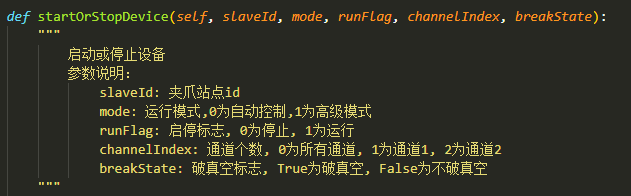 def startOrStopDevice(self, slaveId, mode, runFlag, channelIndex, breakState):
"""
启动或停止设备
参数说明:
slaveId: 夹爪站点id
mode: 运行模式,0为自动控制,1为高级模式
runFlag: 启停标志, 0为停止, 1为运行
channelIndex: 通道个数, 0为所有通道, 1为通道1, 2为通道2
breakState: 破真空标志, True为破真空, False为不破真空
"""